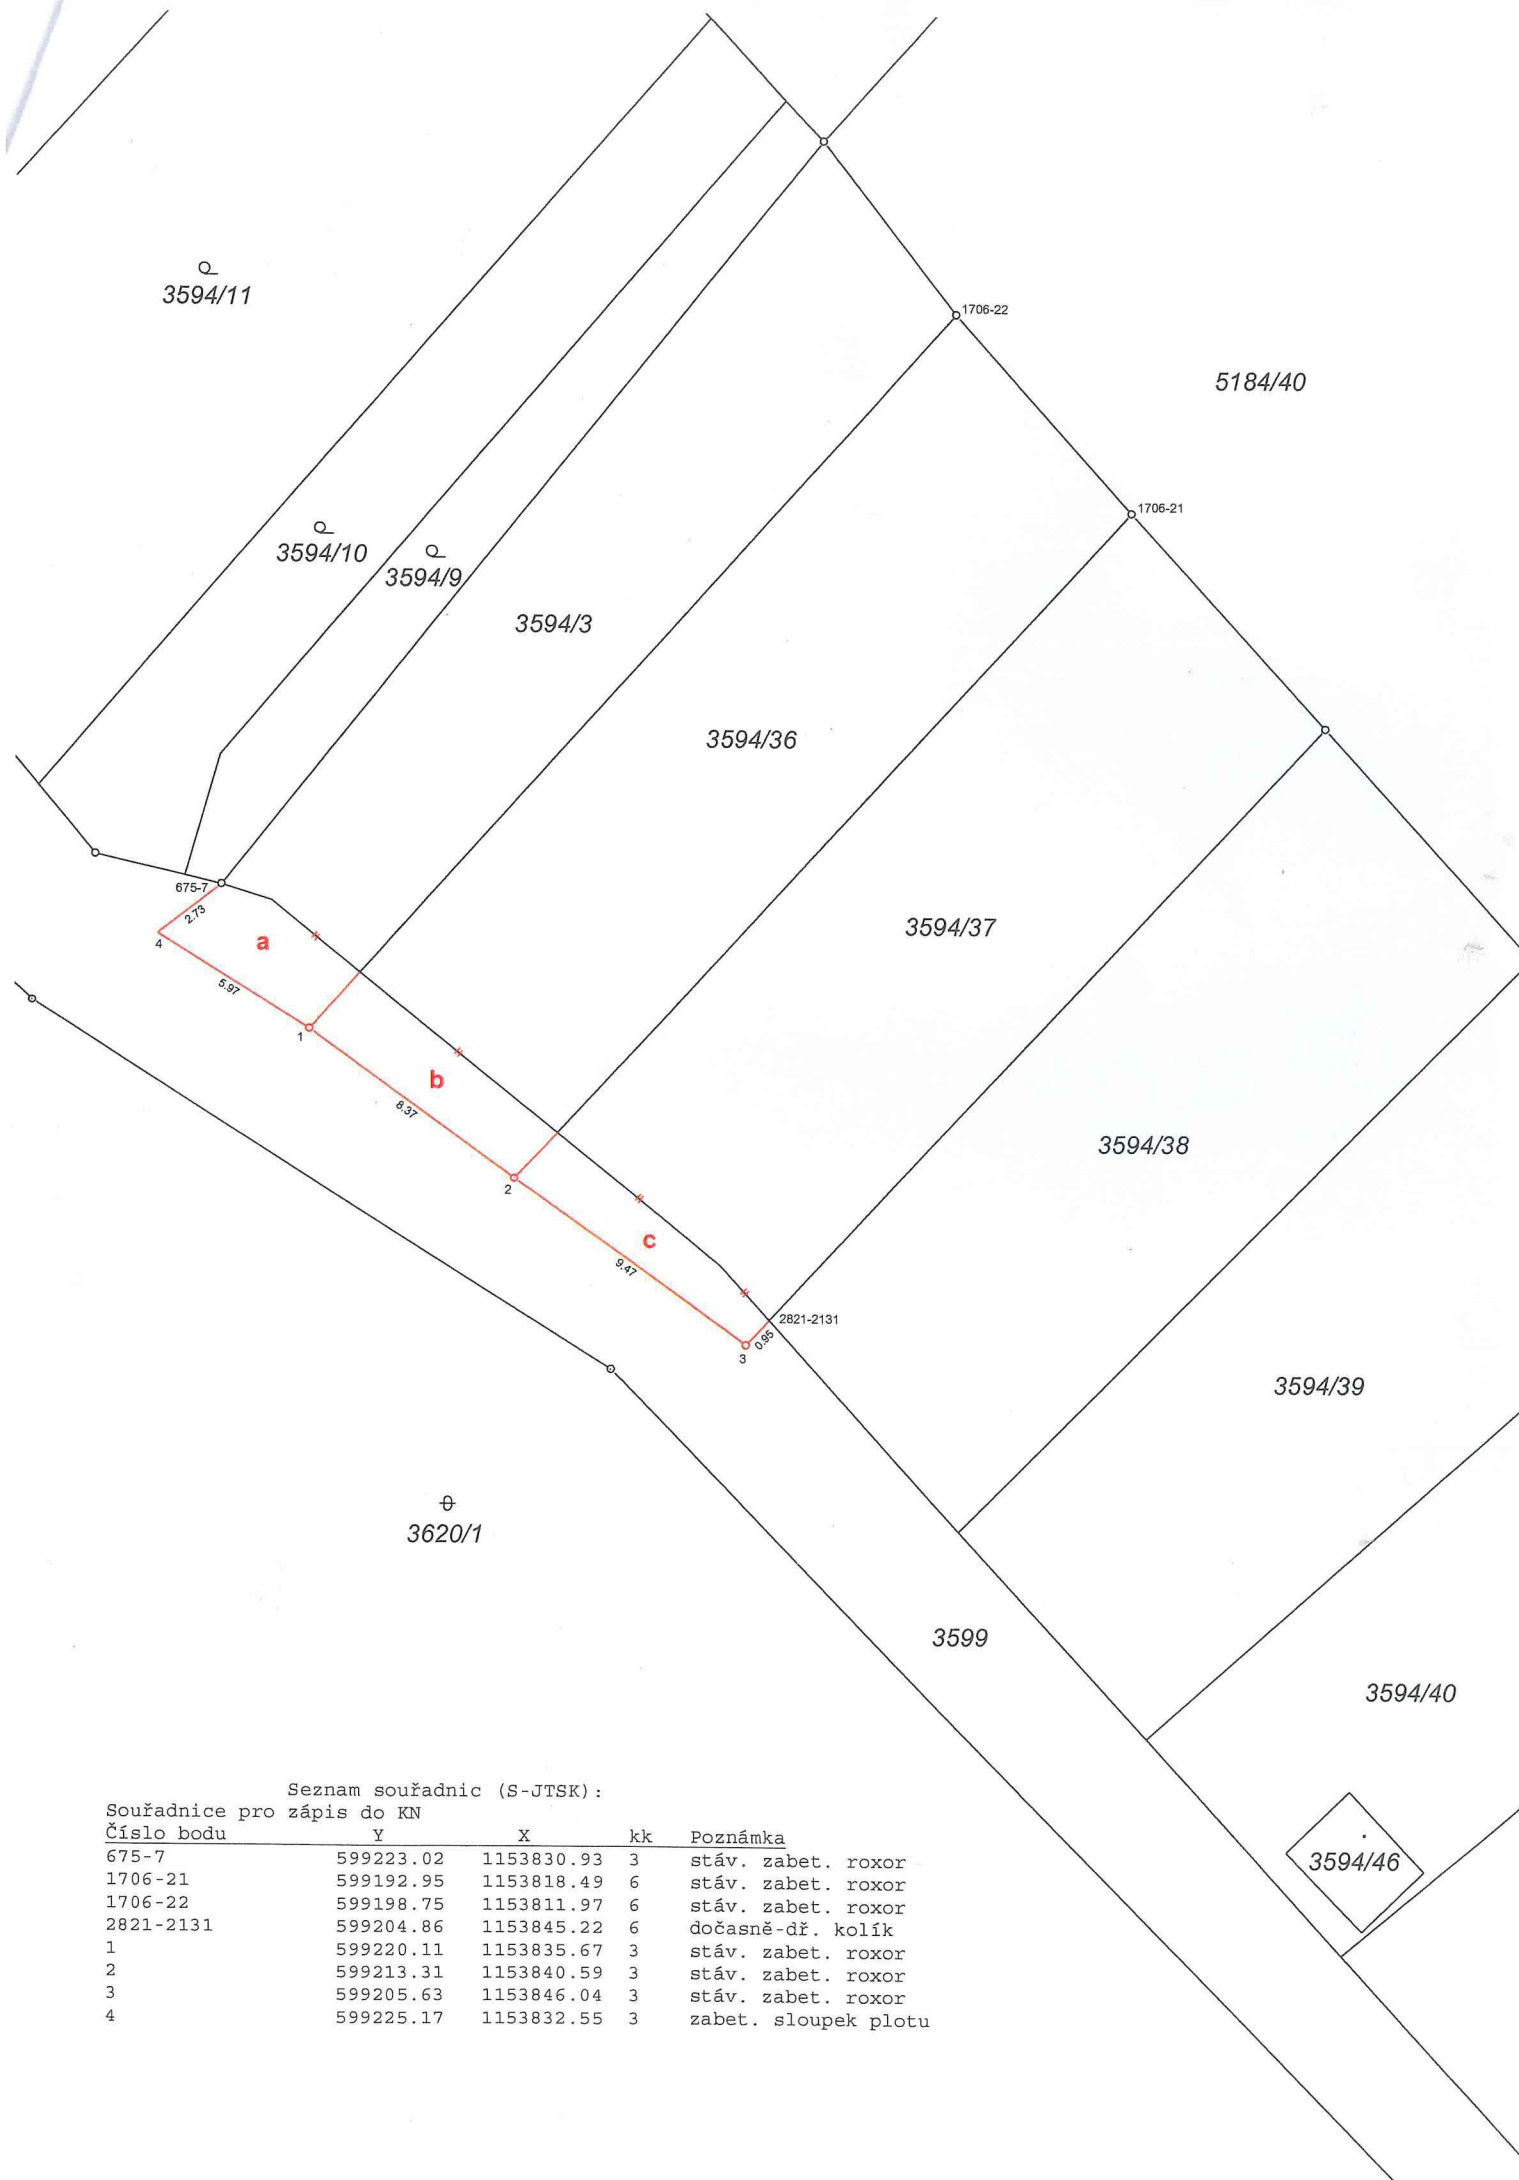 3594/11
1706-22
5184/40
1706-21
3594/10
3594/9
3594/3
3594/36
675-7
2.73
4
a
3594/37
5.97
1
b
8.37
3594/38
2
c
9.47
2821-2131
0.95
3
3594/39
3620/1
3599
3594/40
3594/46
Seznam souřadnic (S-JTSK):
Souřadnice pro zápis do KN
Číslo bodu Y X kk Poznámka
675-7 599223.02 1153830.93 3 stáv. zabet. roxor
1706-21 599192.95 1153818.49 6 stáv. zabet. roxor
1706-22 599198.75 1153811.97 6 stáv. zabet. roxor
2821-2131 599204.86 1153845.22 6 dočasně-dř. kolík
1 599220.11 1153835.67 3 stáv. zabet. roxor
2 599213.31 1153840.59 3 stáv. zabet. roxor
3 599205.63 1153846.04 3 stáv. zabet. roxor
4 599225.17 1153832.55 3 zabet. sloupek plotu